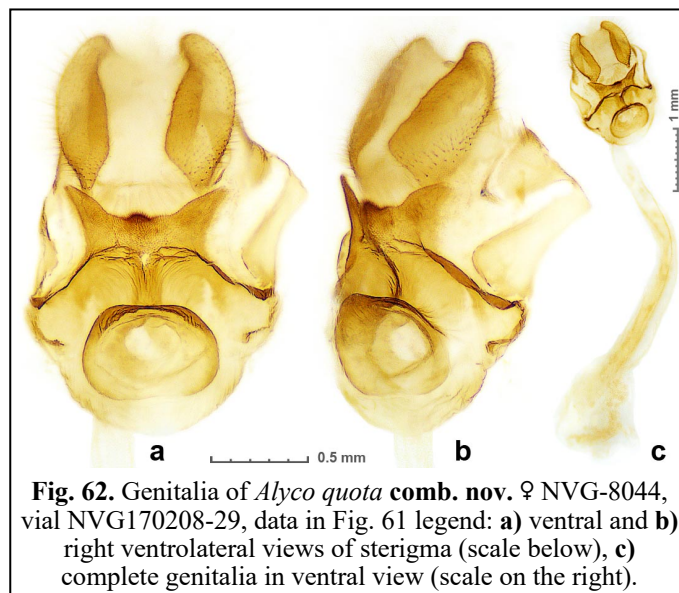 1 mm
a
b
c
0.5 mm
Fig. 62. Genitalia of Alyco quota comb. nov. ♀ NVG-8044,
vial NVG170208-29, data in Fig. 61 legend: a) ventral and b)
right ventrolateral views of sterigma (scale below), c)
complete genitalia in ventral view (scale on the right).